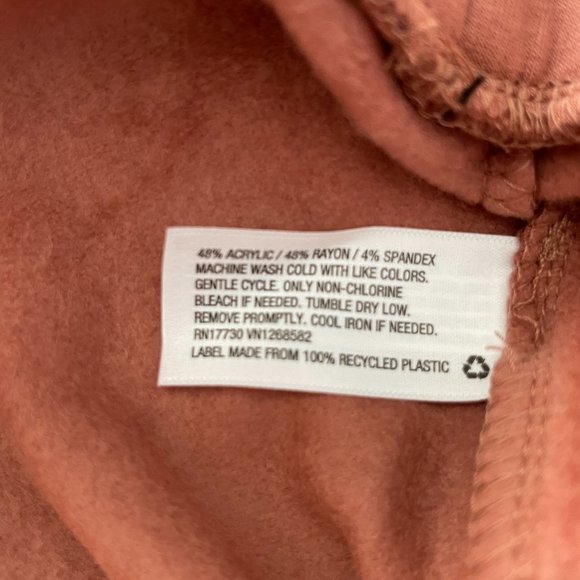 48% ACRYLIC / 48% RAYON / 4% SPANDEX
MACHINE WASH COLD WITH LIKE COLORS.
GENTLE CYCLE. ONLY NON-CHLORINE
BLEACH IF NEEDED. TUMBLE DRY LOW.
REMOVE PROMPTLY. COOL IRON IF NEEDED.
RN17730 VN1268582
LABEL MADE FROM 100% RECYCLED PLASTIC